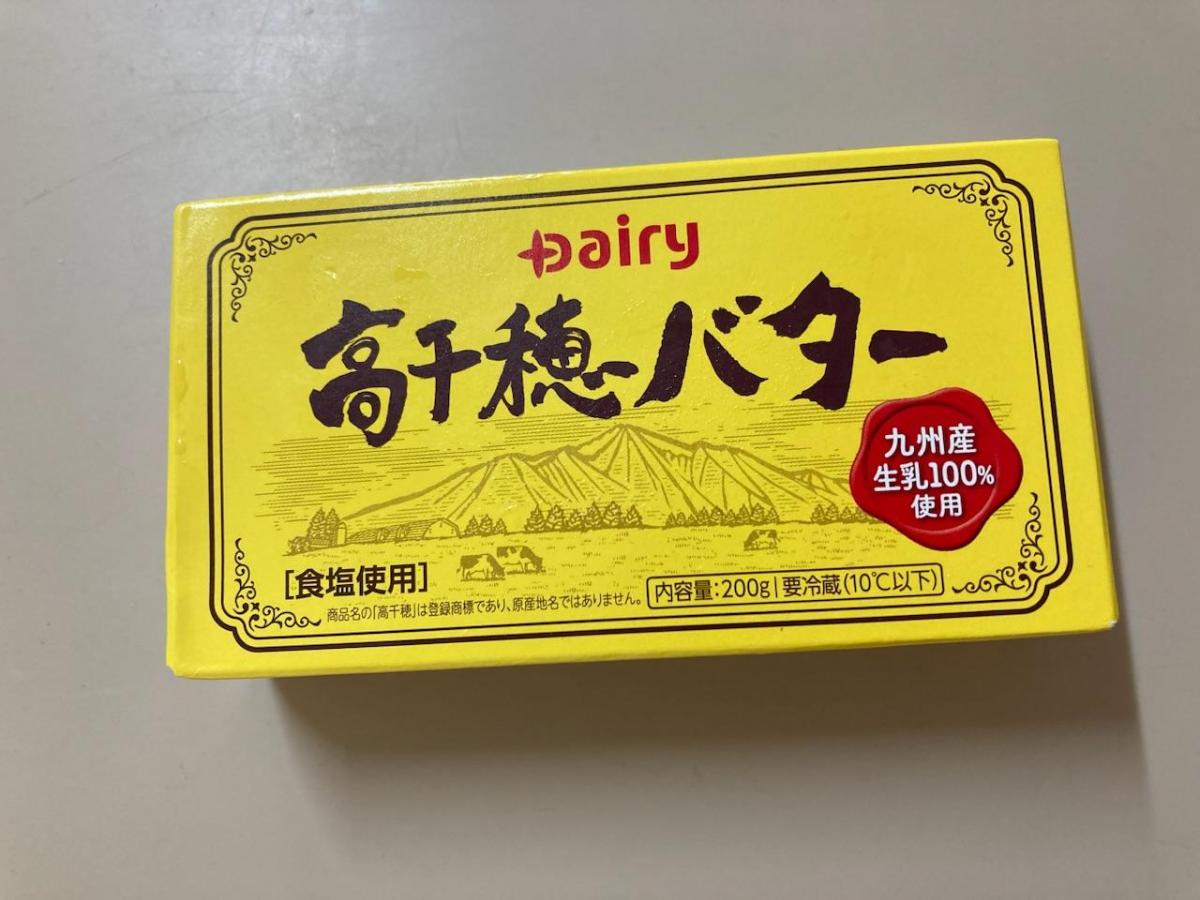 Dairy
高千穂バター
九州産
生乳100%
使用
[食塩使用]
商品名の「高千穂」は登録商標であり、原産地名ではありません。
内容量:200g|要冷蔵(10℃以下)